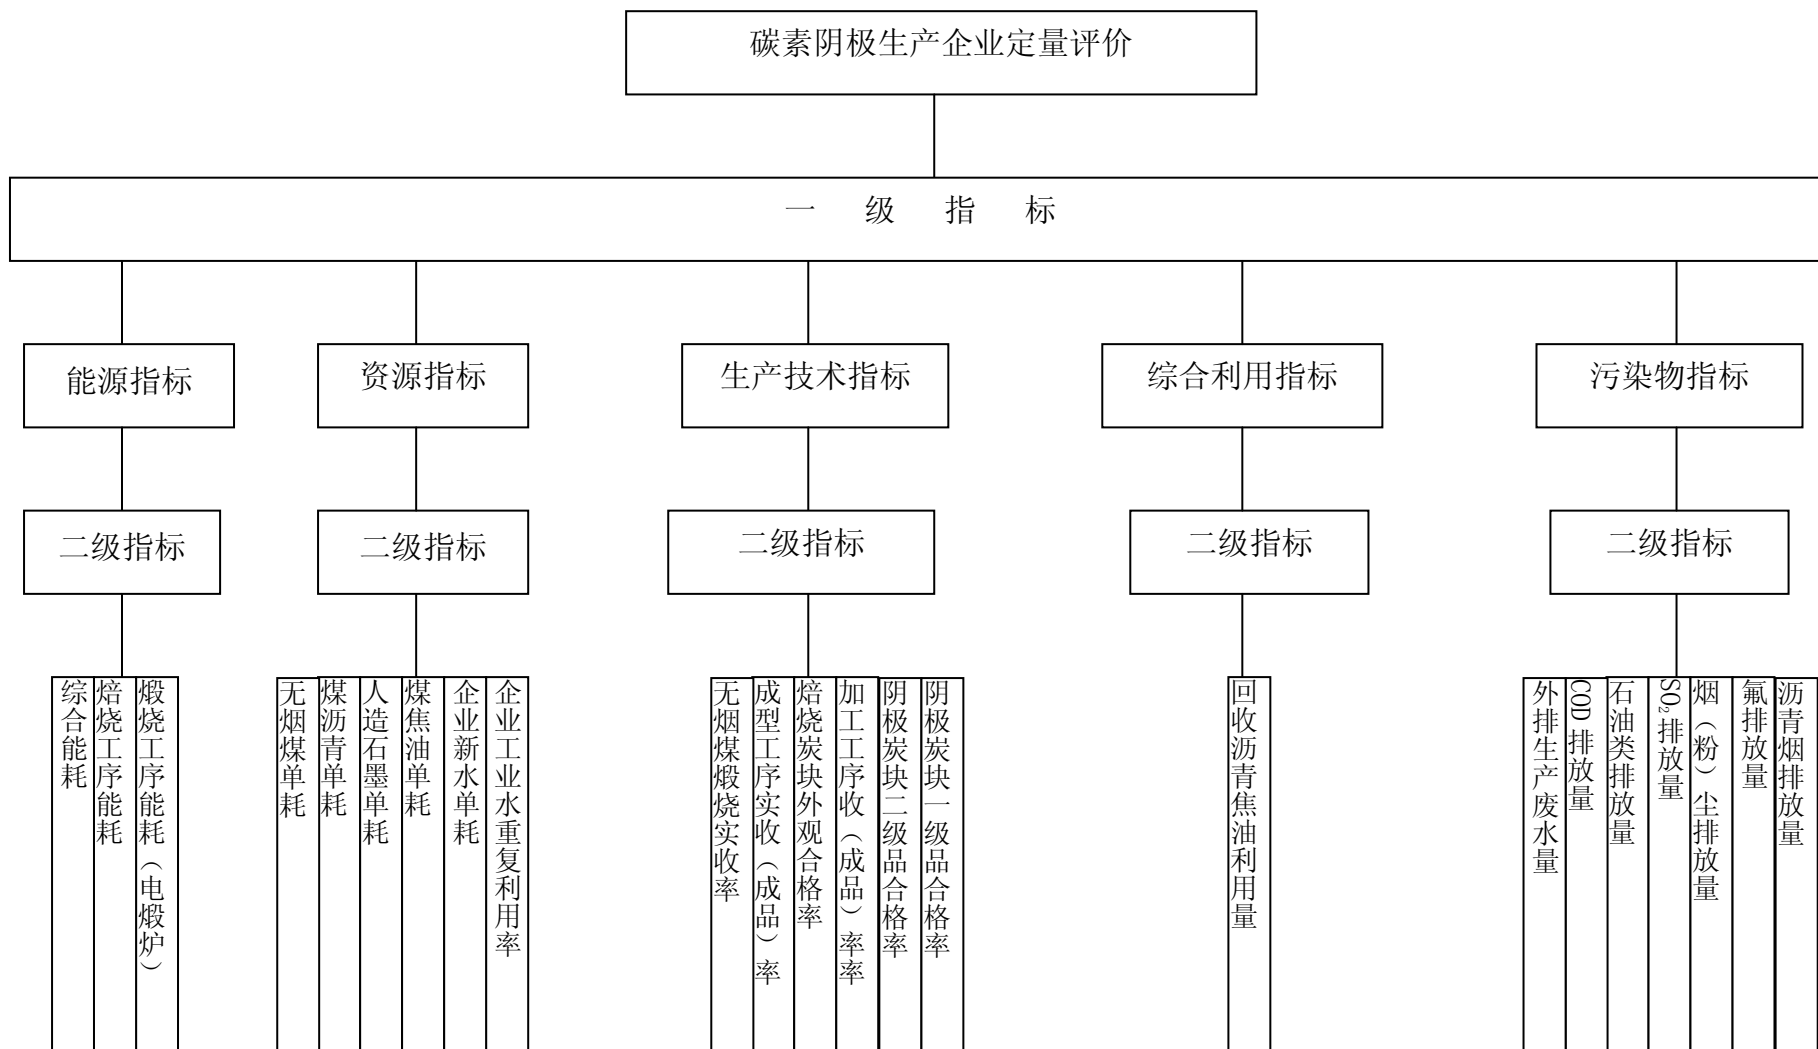 碳素阴极生产企业定量评价
一 级 指 标
能源指标
资源指标
生产技术指标
综合利用指标
污染物指标
二级指标
二级指标
二级指标
二级指标
二级指标
综合能耗
焙烧工序能耗
煅烧工序能耗（电煅炉）
无烟煤单耗
煤沥青单耗
人造石墨单耗
煤焦油单耗
企业新水单耗
企业工业水重复利用率
无烟煤煅烧实收率
成型工序实收（成品）率
焙烧炭块外观合格率
加工工序收（成品）率率
阴极炭块二级品合格率
阴极炭块一级品合格率
回收沥青焦油利用量
外排生产废水量
COD 排放量
石油类排放量
SO₂排放量
烟（粉）尘排放量
氟排放量
沥青烟排放量